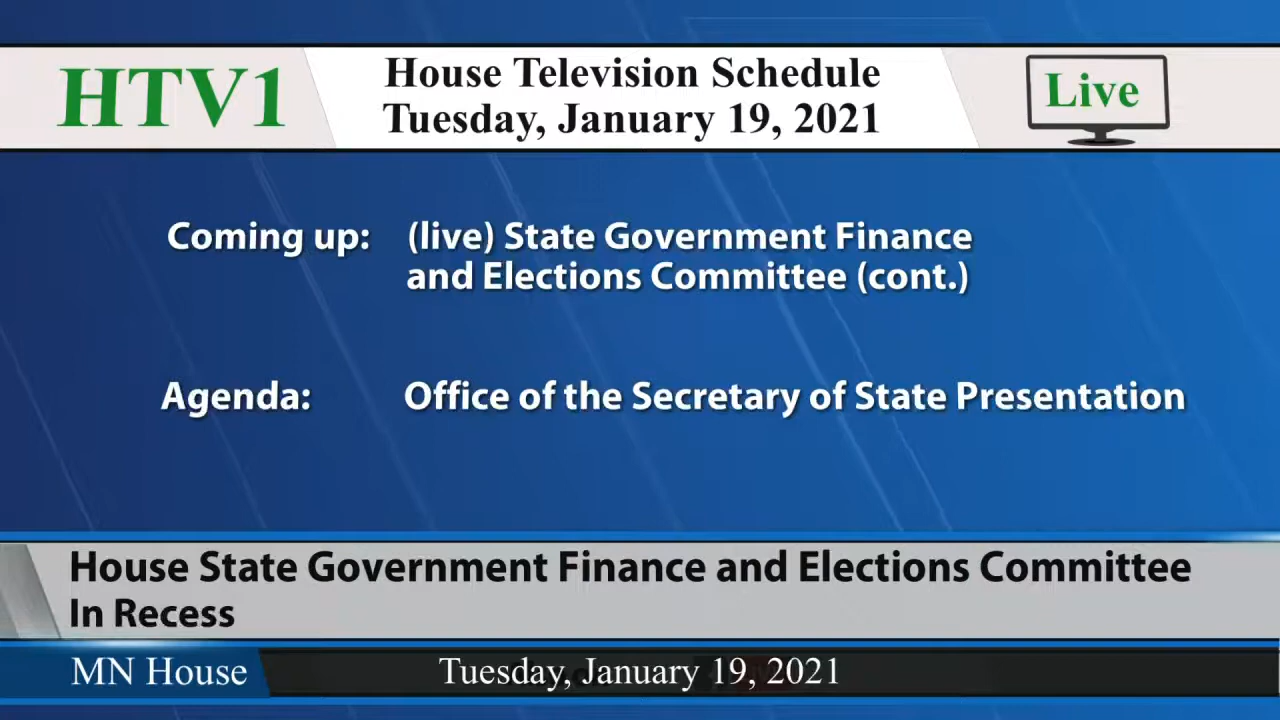 HTV1
House Television Schedule
Tuesday, January 19, 2021
Live
Coming up: (live) State Government Finance
and Elections Committee (cont.)
Agenda: Office of the Secretary of State Presentation
House State Government Finance and Elections Committee
In Recess
MN House
Tuesday, January 19, 2021